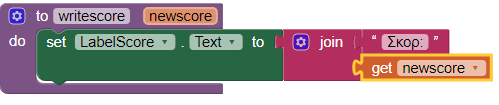 to writescore newscore
do set LabelScore . Text to join " Σκορ: "
get newscore